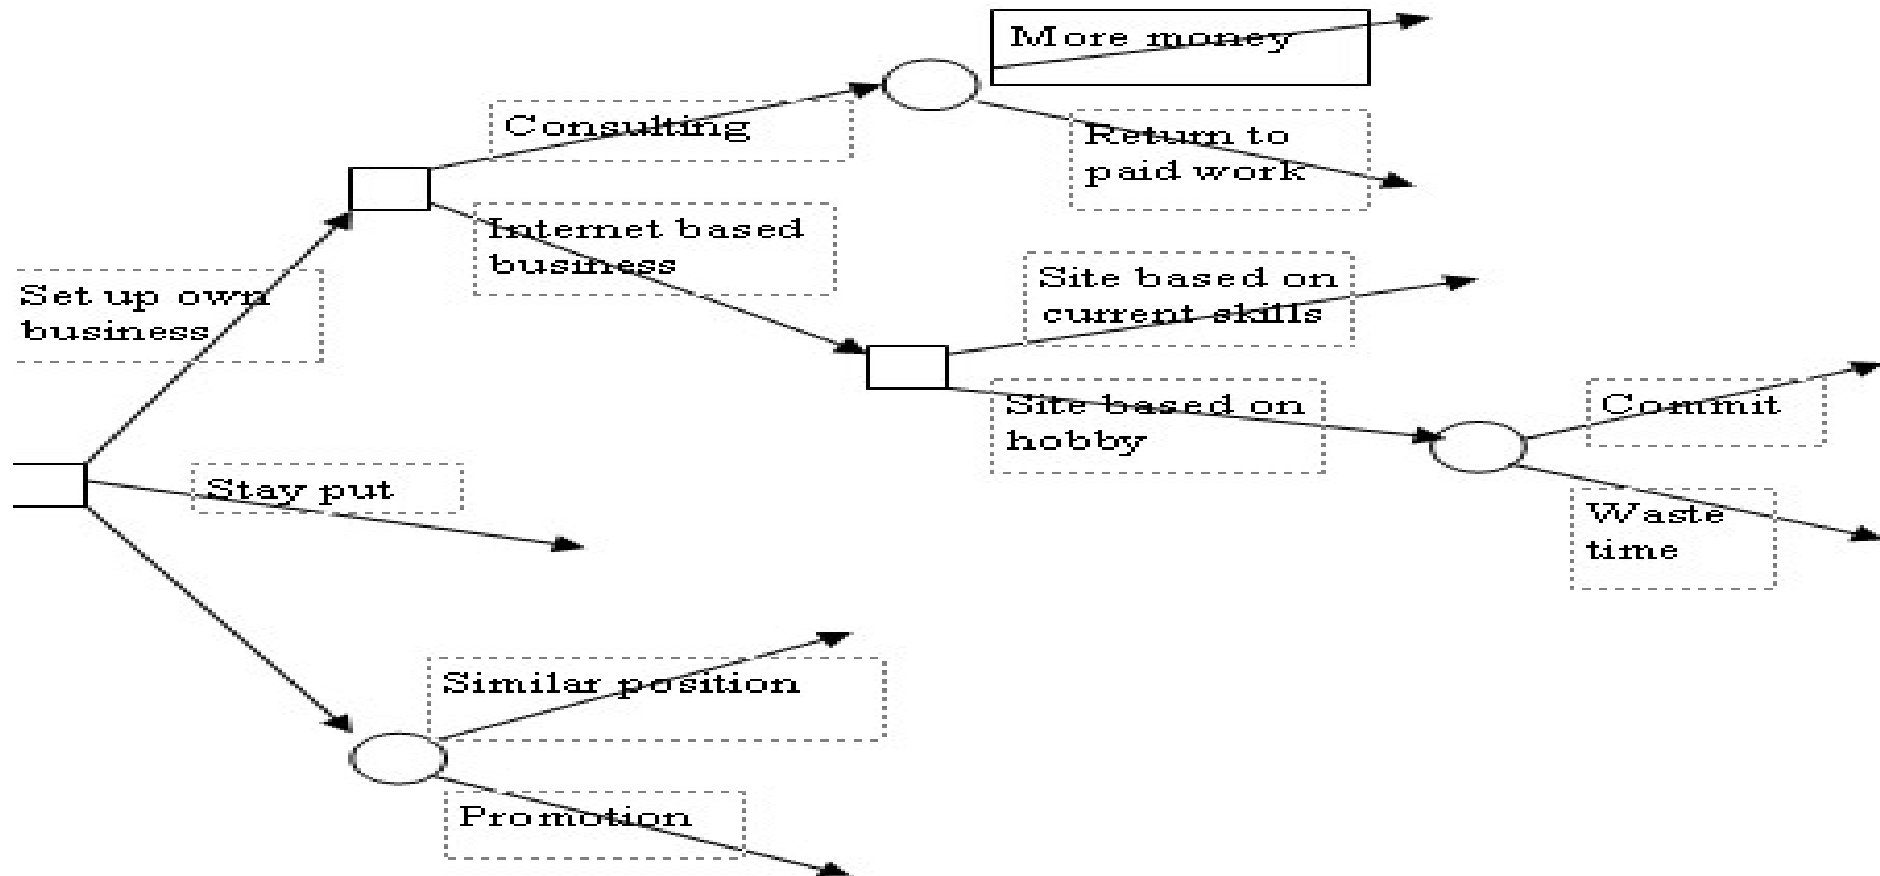 More money
Consulting
Return to
paid work
Internet based
business
Site based on
current skills
Set up own
business
Site based on
hobby
Commit
Stay put
Waste
time
Similar position
Promotion